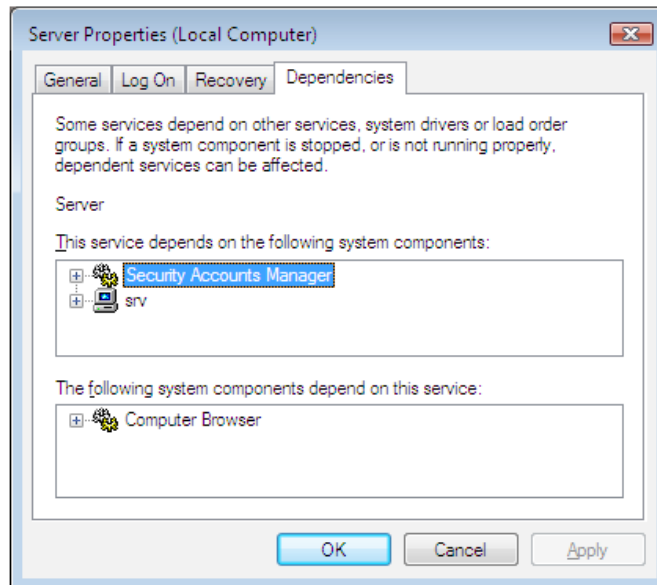 Server Properties (Local Computer)
General Log On Recovery Dependencies
Some services depend on other services, system drivers or load order
groups. If a system component is stopped, or is not running properly,
dependent services can be affected.
Server
This service depends on the following system components:
Security Accounts Manager
srv
The following system components depend on this service:
Computer Browser
OK Cancel Apply